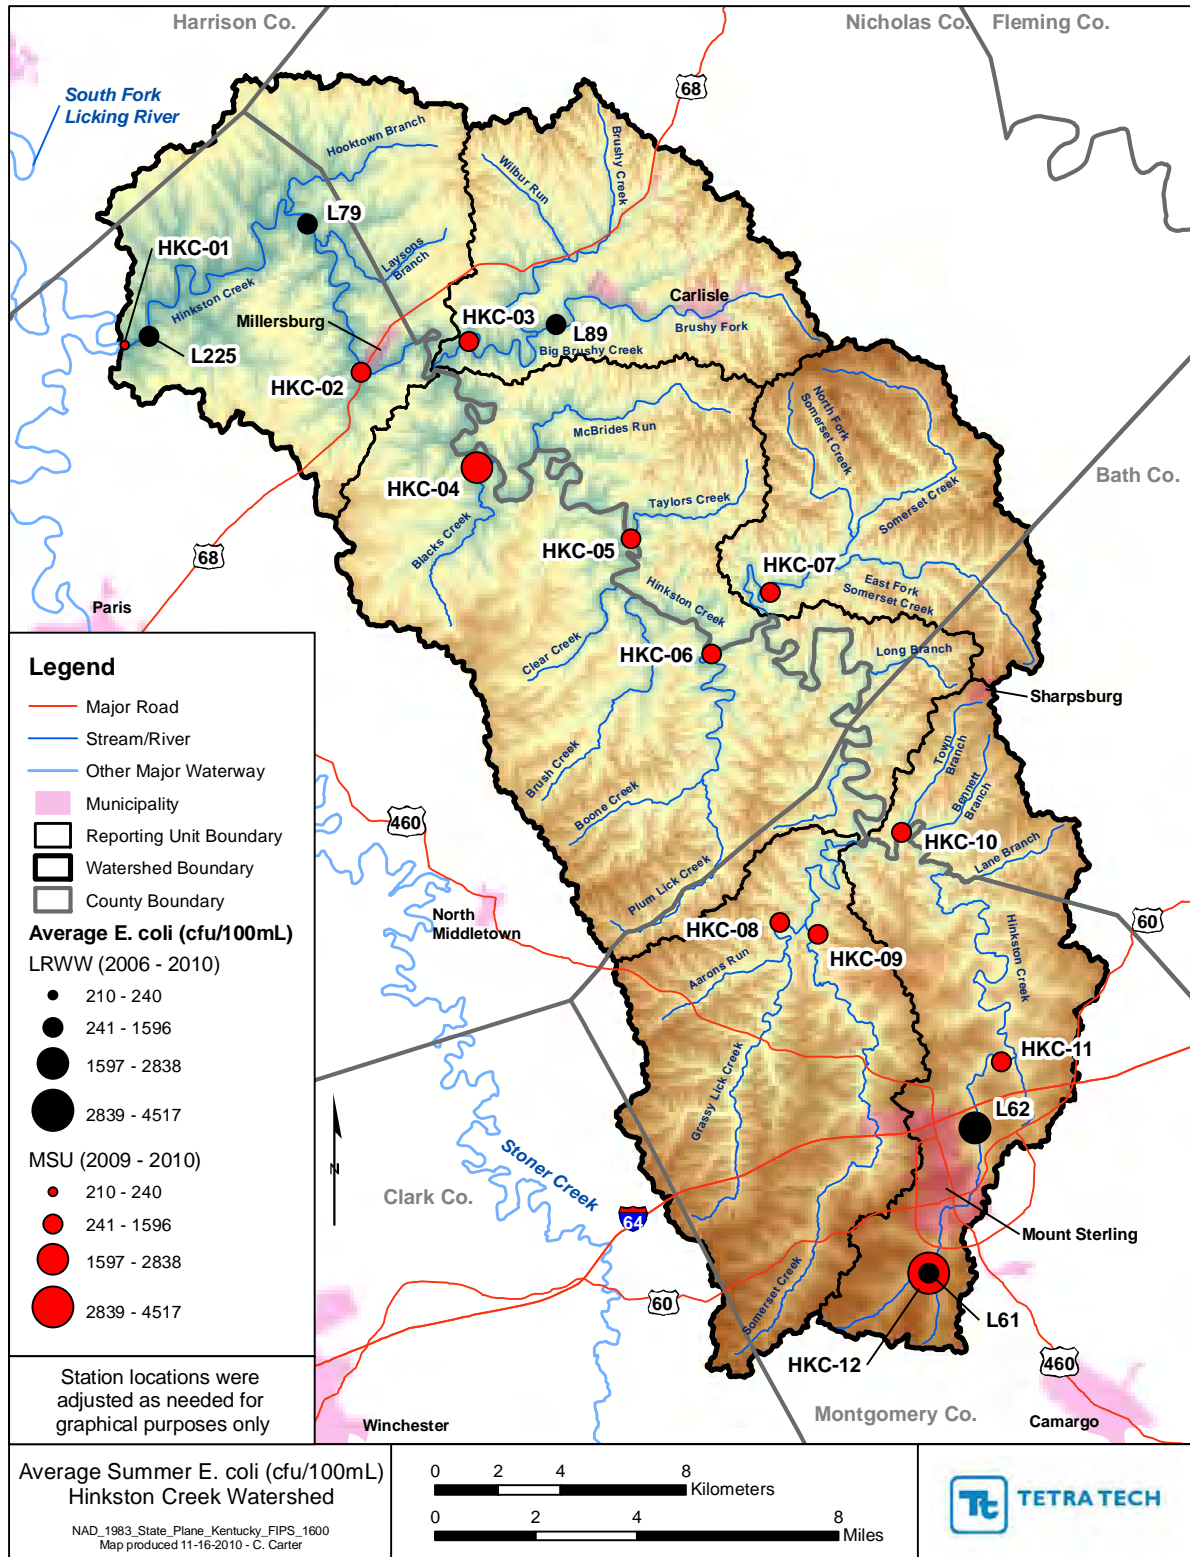 Harrison Co.
Nicholas Co.
Fleming Co.
68
South Fork
Licking River
Hooktown Branch
Wilbur Run
Brushy Creek
L79
HKC-01
Laysons
Branch
Hinkston Creek
Millersburg
HKC-03
Carlisle
L89
Brushy Fork
Big Brushy Creek
L225
HKC-02
North Fork
Somerset Creek
McBrides Run
HKC-04
Bath Co.
Taylors Creek
Somerset Creek
Blacks Creek
HKC-05
68
HKC-07
East Fork
Somerset Creek
Hinkston Creek
Paris
Clear Creek
HKC-06
Long Branch
Sharpsburg
Town
Branch
Bennett
Branch
Brush Creek
Boone Creek
460
HKC-10
Lane Branch
Plum Lick Creek
North
Middletown
HKC-08
HKC-09
60
Hinkston Creek
Aarons Run
HKC-11
Grassy Lick Creek
L62
Stoner Creek
Clark Co.
64
Mount Sterling
Somerset Creek
60
L61
HKC-12
460
Montgomery Co.
Camargo
Winchester
Legend
Major Road
Stream/River
Other Major Waterway
Municipality
Reporting Unit Boundary
Watershed Boundary
County Boundary
Average E. coli (cfu/100mL)
LRWW (2006 - 2010)
210 - 240
241 - 1596
1597 - 2838
2839 - 4517
MSU (2009 - 2010)
210 - 240
241 - 1596
1597 - 2838
2839 - 4517
N
Station locations were
adjusted as needed for
graphical purposes only
Average Summer E. coli (cfu/100mL)
Hinkston Creek Watershed
NAD_1983_State_Plane_Kentucky_FIPS_1600
Map produced 11-16-2010 - C. Carter
0 2 4 8
Kilometers
0 2 4 8
Miles
Tt
TETRA TECH